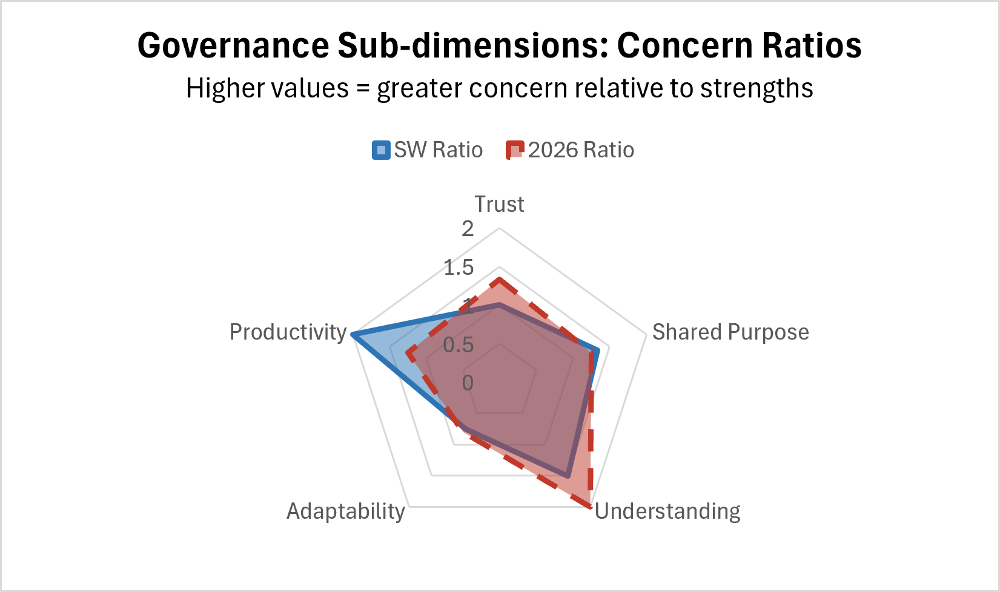 Governance Sub-dimensions: Concern Ratios
Higher values = greater concern relative to strengths
SW Ratio 2026 Ratio
Trust
2
1.5
1
Productivity
Shared Purpose
0.5
0
Adaptability
Understanding